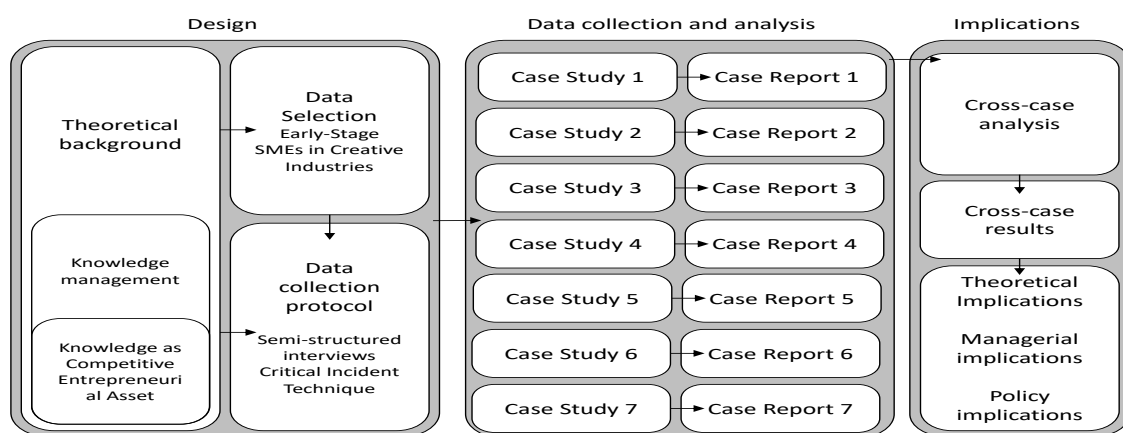 Design
Theoretical
background
Knowledge
management
Knowledge as
Competitive
Entrepreneuri
al Asset
Data
Selection
Early-Stage
SMEs in Creative
Industries
Data
collection
protocol
Semi-structured
interviews
Critical Incident
Technique
Data collection and analysis
Case Study 1
Case Report 1
Case Study 2
Case Report 2
Case Study 3
Case Report 3
Case Study 4
Case Report 4
Case Study 5
Case Report 5
Case Study 6
Case Report 6
Case Study 7
Case Report 7
Implications
Cross-case
analysis
Cross-case
results
Theoretical
Implications
Managerial
implications
Policy
implications